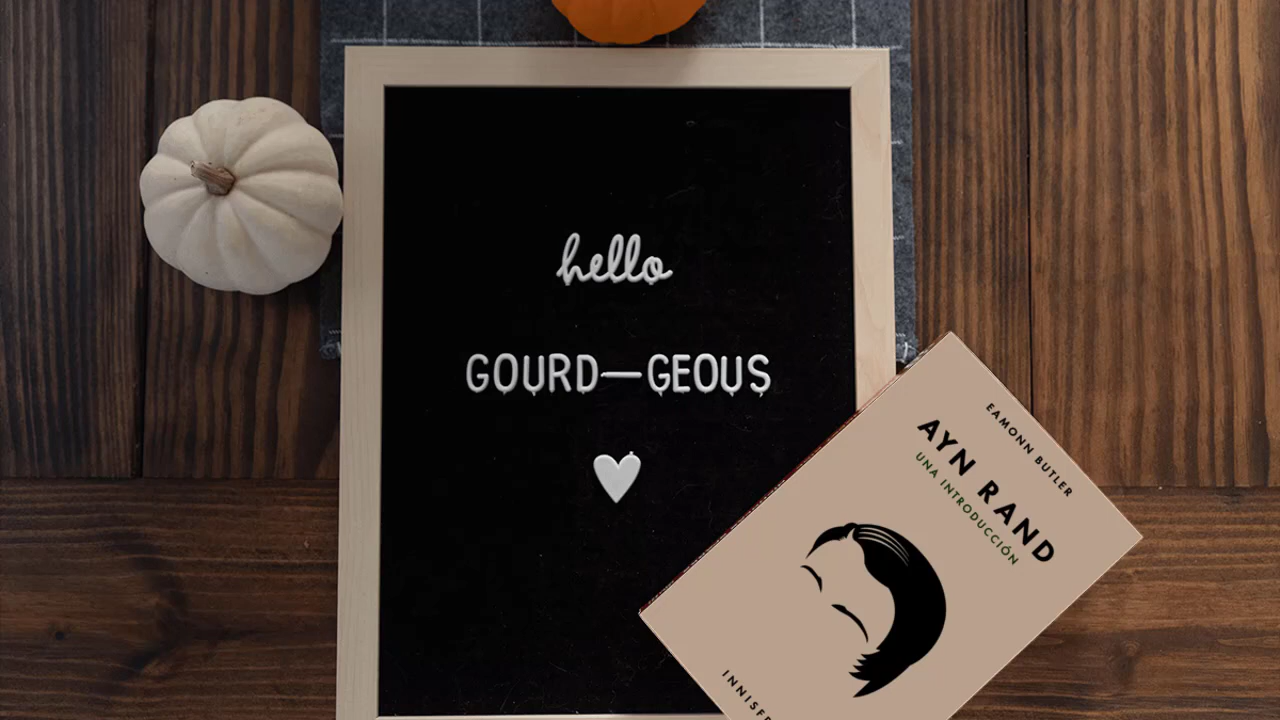 hello
GOURD—GEOUS
EAMONN BUTLER
AYN RAND
UNA INTRODUCCIÓN